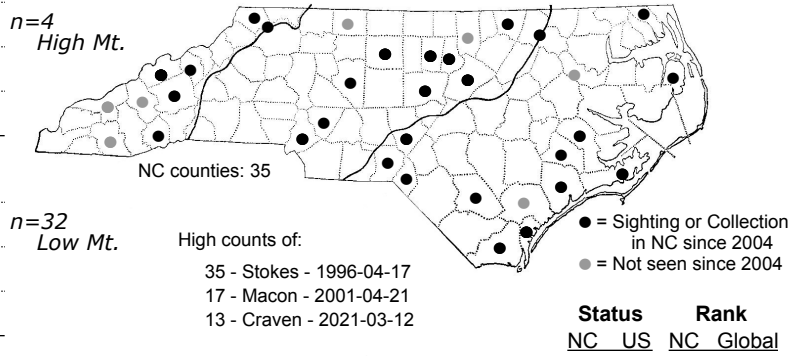 n=4
High Mt.
NC counties: 35
n=32
Low Mt.
High counts of:
35 - Stokes - 1996-04-17
17 - Macon - 2001-04-21
13 - Craven - 2021-03-12
● = Sighting or Collection
in NC since 2004
● = Not seen since 2004
Status Rank
NC US NC Global